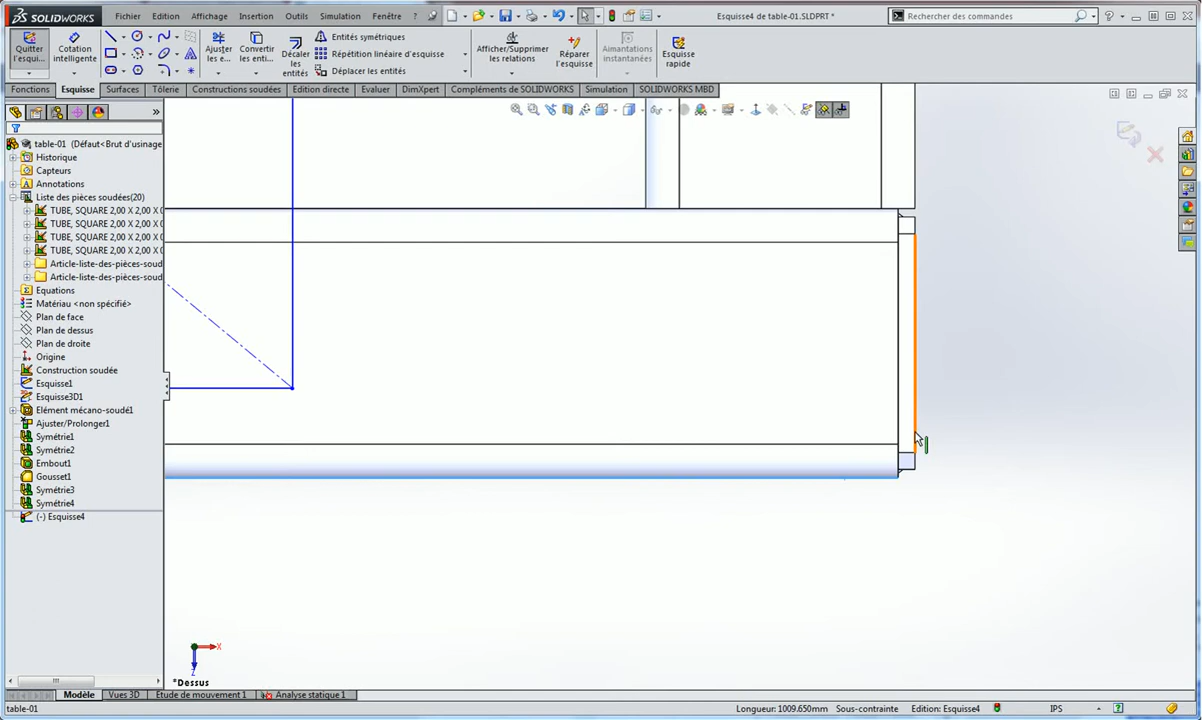 SOLIDWORKS Fichier Edition Affichage Insertion Outils Simulation Fenêtre ? Esquisse4 de table-01.SLDPRT * Rechercher des commandes
Quitter l'esqui... Cotation intelligente Ajuster les e... Convertir les enti... Décaler les entités Entités symétriques Afficher/Supprimer les relations Réparer l'esquisse Aimantations instantanées Esquisse rapide
Répétition linéaire d'esquisse
Déplacer les entités
Fonctions Esquisse Surfaces Tôlerie Constructions soudées Edition directe Evaluer DimXpert Compléments de SOLIDWORKS Simulation SOLIDWORKS MBD
table-01 (Défaut<Brut d'usinage
Historique
Capteurs
Annotations
Liste des pièces soudées(20)
TUBE, SQUARE 2,00 X 2,00 X 0
TUBE, SQUARE 2,00 X 2,00 X 0
TUBE, SQUARE 2,00 X 2,00 X 0
TUBE, SQUARE 2,00 X 2,00 X 0
Article-liste-des-pièces-soud
Article-liste-des-pièces-soud
Equations
Matériau <non spécifié>
Plan de face
Plan de dessus
Plan de droite
Origine
Construction soudée
Esquisse1
Esquisse3D1
Elément mécano-soudé1
Ajuster/Prolonger1
Symétrie1
Symétrie2
Embout1
Gousset1
Symétrie3
Symétrie4
(-) Esquisse4
X
Z
*Dessus
Modèle Vues 3D Etude de mouvement 1 Analyse statique 1
table-01 Longueur: 1009.650mm Sous-contrainte Edition: Esquisse4 IPS